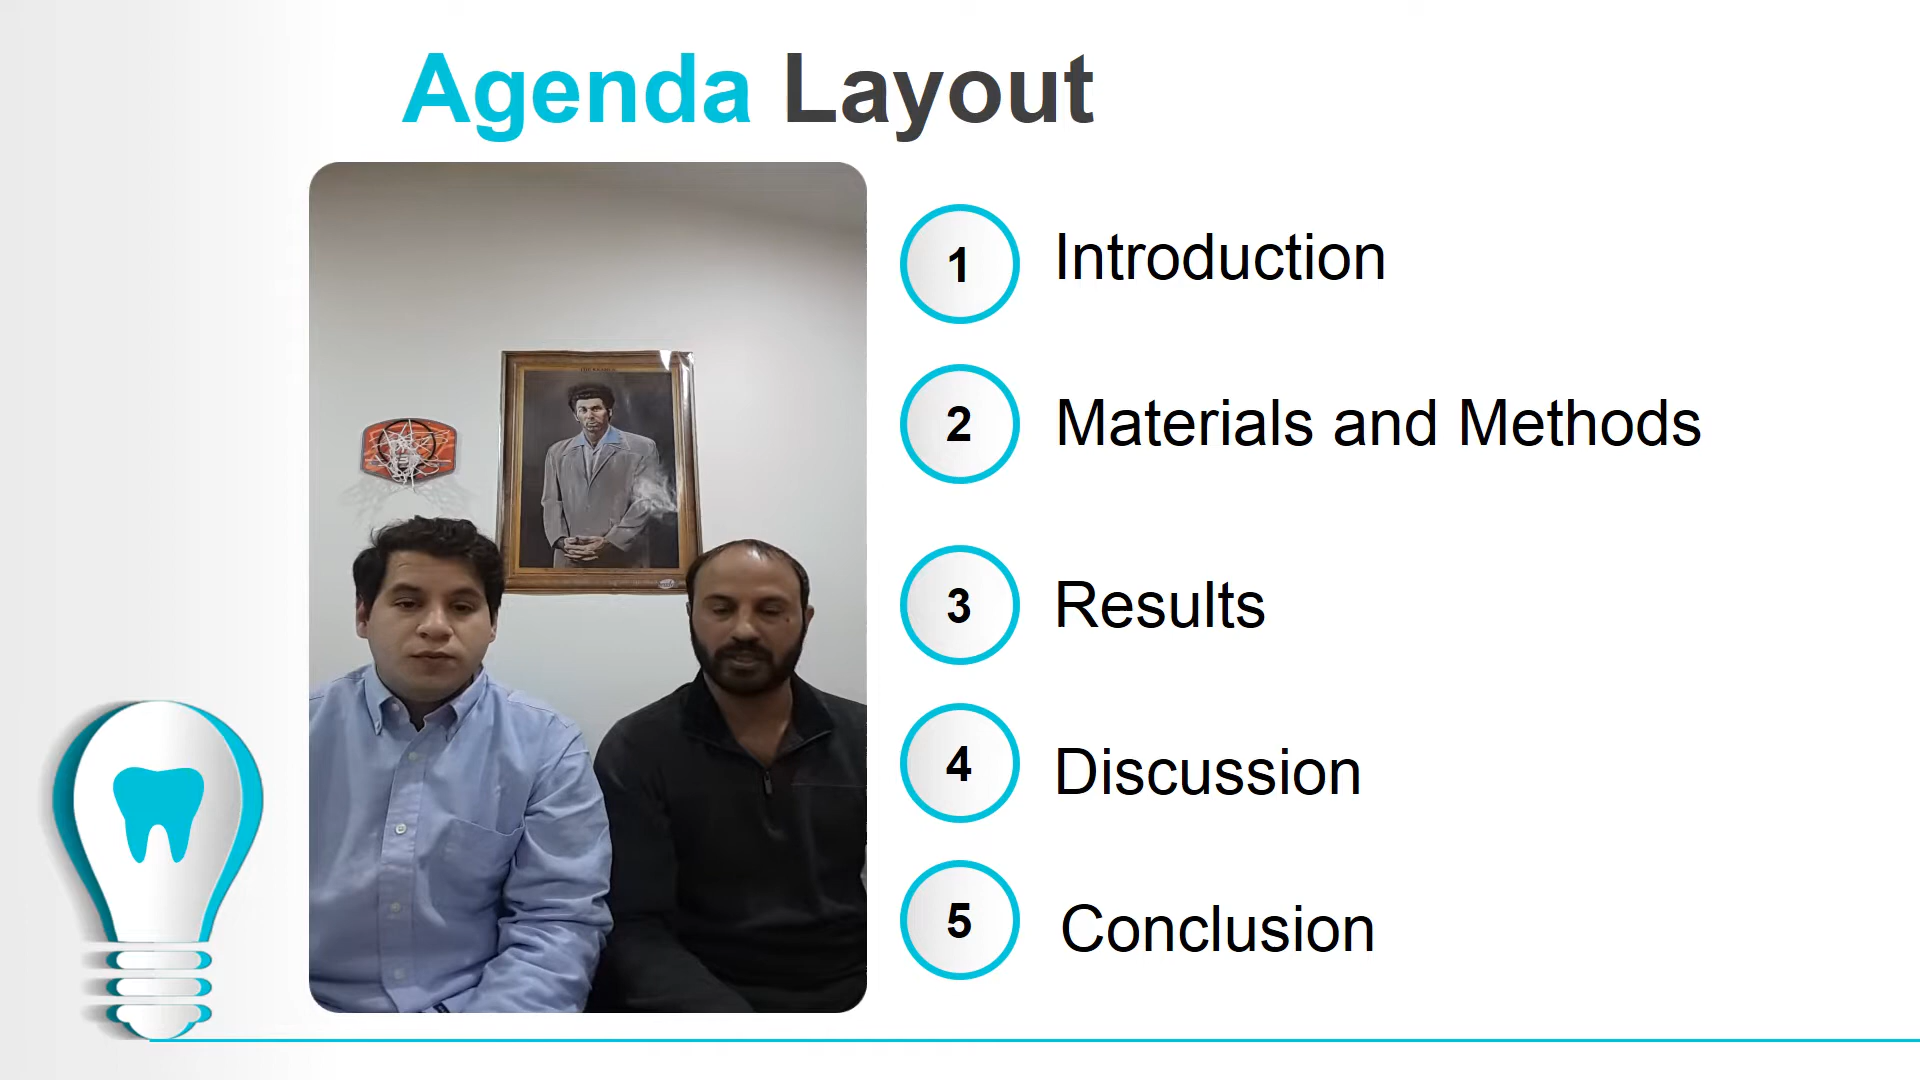 Agenda Layout
1 Introduction
2 Materials and Methods
3 Results
4 Discussion
5 Conclusion